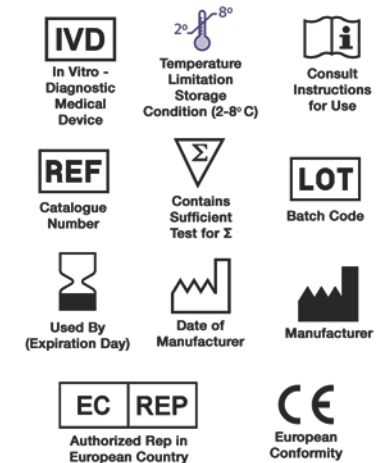 IVD
In Vitro -
Diagnostic
Medical
Device
2° 8°
Temperature
Limitation
Storage
Condition (2-8°C)
i
Consult
Instructions
for Use
REF
Catalogue
Number
Σ
Contains
Sufficient
Test for Σ
LOT
Batch Code
Used By
(Expiration Day)
Date of
Manufacturer
Manufacturer
EC REP
Authorized Rep in
European Country
CE
European
Conformity